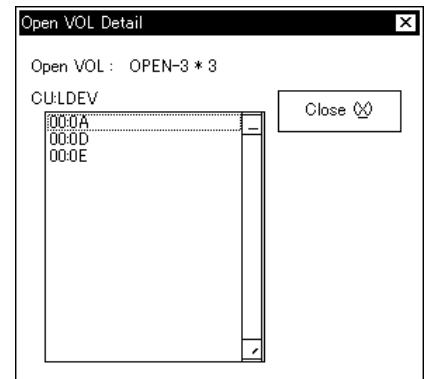 Open VOL Detail
Open VOL : OPEN-3 * 3
CU:LDEV
Close (X)
00:0A
00:0D
00:0E